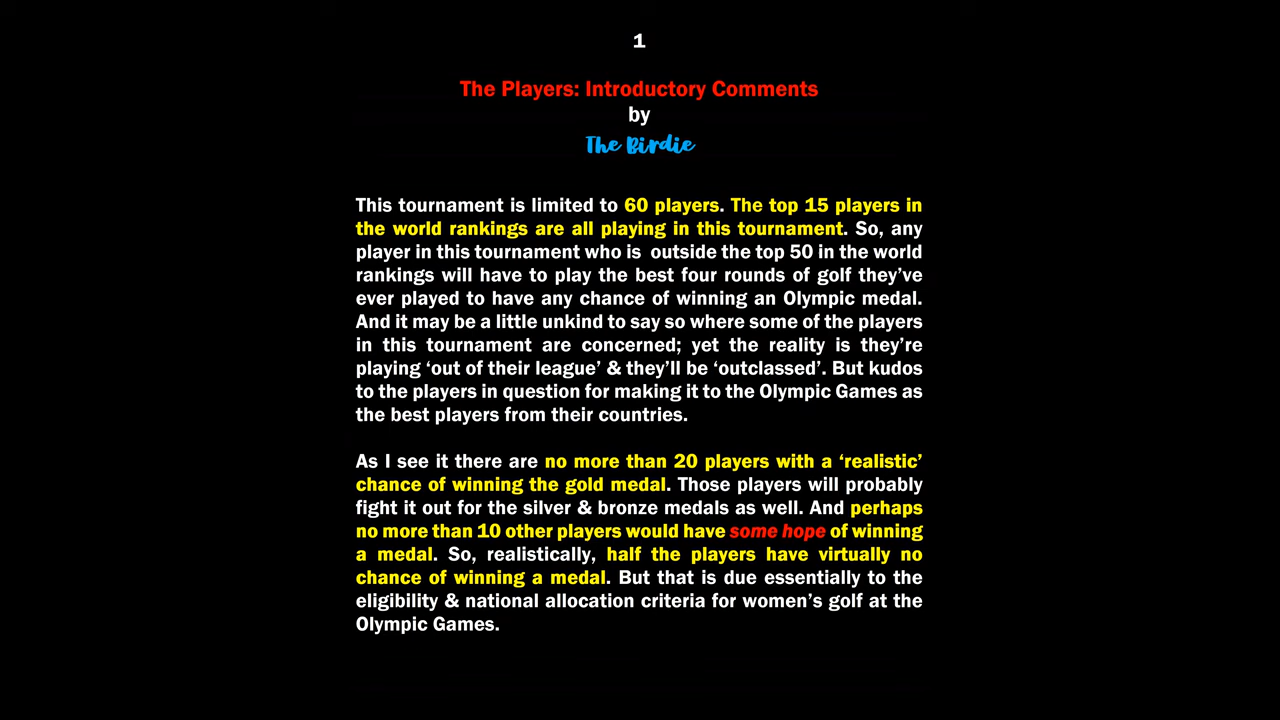 1
The Players: Introductory Comments
by
The Birdie
This tournament is limited to 60 players. The top 15 players in
the world rankings are all playing in this tournament. So, any
player in this tournament who is outside the top 50 in the world
rankings will have to play the best four rounds of golf they’ve
ever played to have any chance of winning an Olympic medal.
And it may be a little unkind to say so where some of the players
in this tournament are concerned; yet the reality is they’re
playing ‘out of their league’ & they’ll be ‘outclassed’. But kudos
to the players in question for making it to the Olympic Games as
the best players from their countries.
As I see it there are no more than 20 players with a ‘realistic’
chance of winning the gold medal. Those players will probably
fight it out for the silver & bronze medals as well. And perhaps
no more than 10 other players would have some hope of winning
a medal. So, realistically, half the players have virtually no
chance of winning a medal. But that is due essentially to the
eligibility & national allocation criteria for women’s golf at the
Olympic Games.